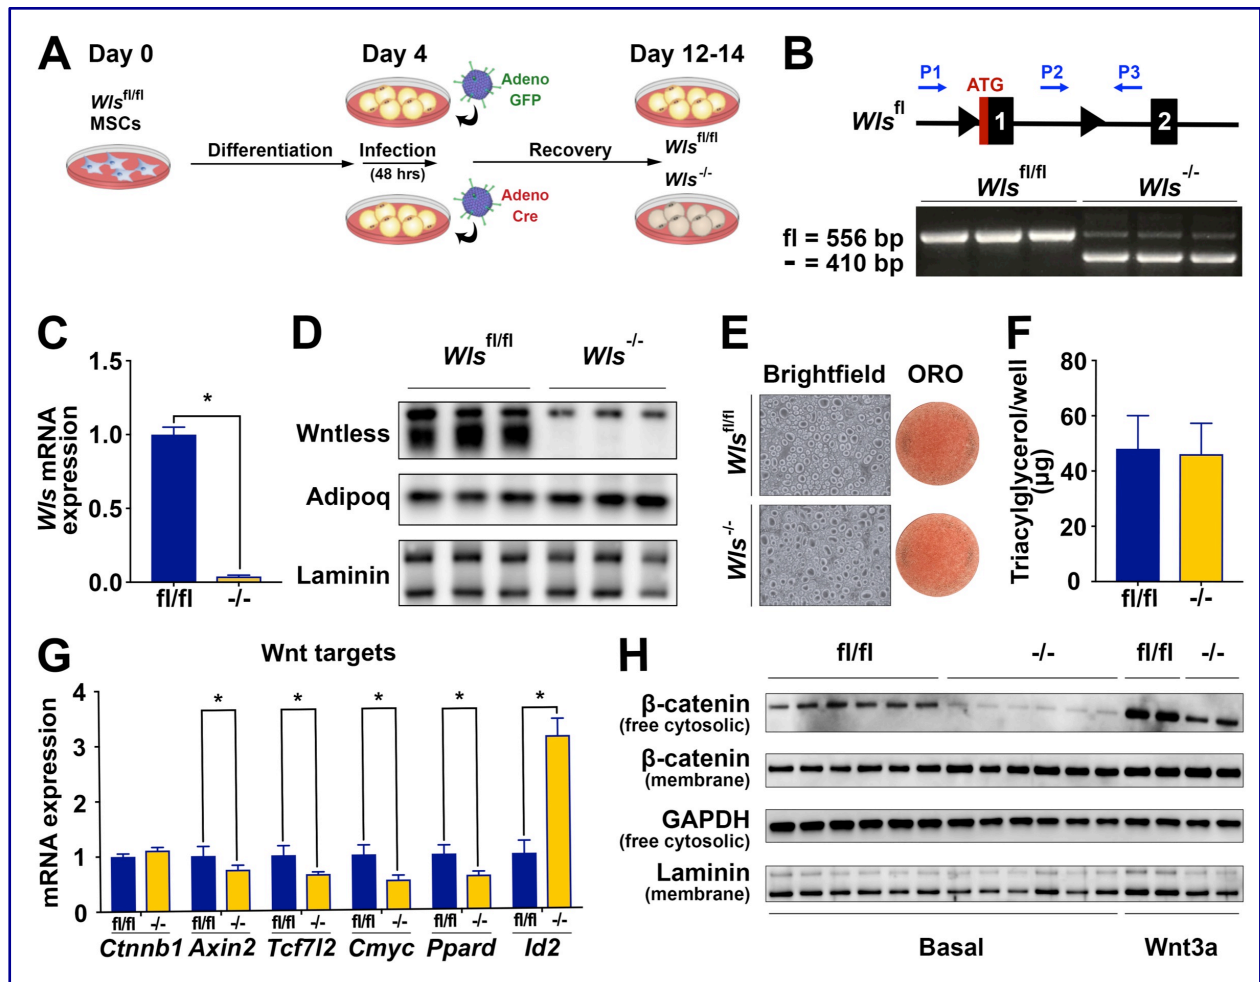 A
Day 0
Day 4
Day 12-14
Wls^fl/fl
MSCs
Adeno
GFP
Differentiation
Infection
(48 hrs)
Recovery
Wls^fl/fl
Wls^-/-
Adeno
Cre
B
P1
ATG
P2
P3
Wls^fl
1
2
Wls^fl/fl
Wls^-/-
fl = 556 bp
- = 410 bp
C
Wls mRNA
expression
1.5
1.0
0.5
0.0
*
fl/fl
-/-
D
Wls^fl/fl
Wls^-/-
Wntless
Adipoq
Laminin
E
Brightfield
ORO
Wls^fl/fl
Wls^-/-
F
Triacylglycerol/well
(µg)
80
60
40
20
0
fl/fl
-/-
G
Wnt targets
mRNA expression
4
3
2
1
0
* * * * *
fl/fl -/- fl/fl -/- fl/fl -/- fl/fl -/- fl/fl -/- fl/fl -/-
Ctnnb1 Axin2 Tcf7l2 Cmyc Ppard Id2
H
fl/fl -/- fl/fl -/-
β-catenin
(free cytosolic)
β-catenin
(membrane)
GAPDH
(free cytosolic)
Laminin
(membrane)
Basal
Wnt3a